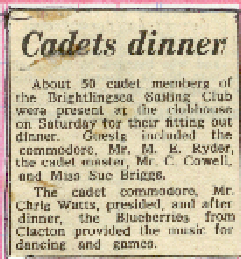 Cadets dinner
About 50 cadet members of
the Brightlingsea Sailing Club
were present at the clubhouse
on Saturday for their fitting out
dinner. Guests included the
commodore, Mr. M. E. Ryder,
the cadet master, Mr. C. Cowell,
and Miss Sue Briggs.
The cadet commodore, Mr.
Chris Watts, presided, and after
dinner, the Blueberries from
Clacton provided the music for
dancing and games.